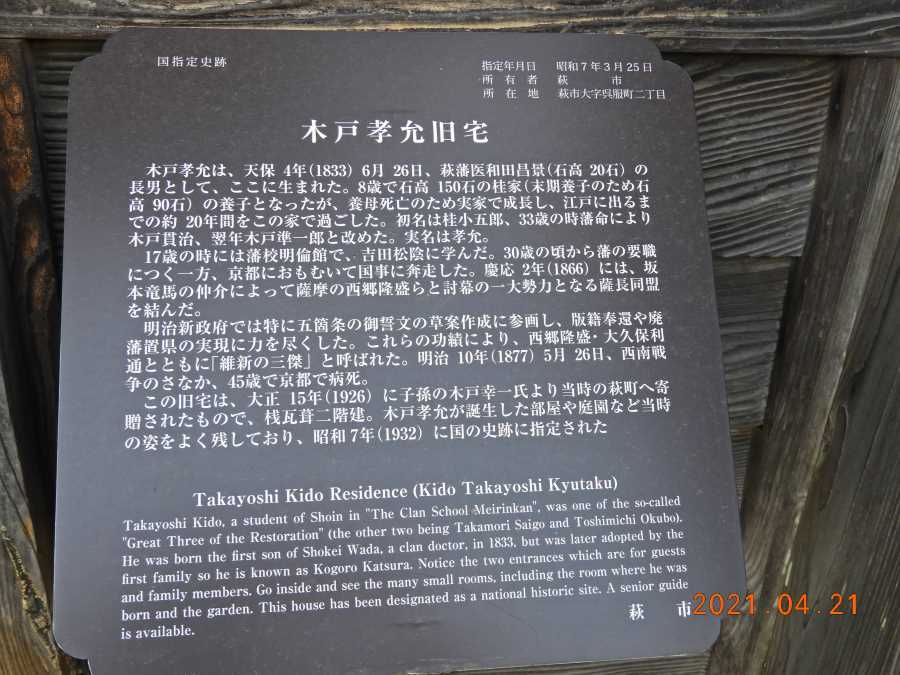 国指定史跡
指定年月日 昭和7年3月25日
所有者 萩市
所在地 萩市大字呉服町二丁目
木戸孝允旧宅
木戸孝允は、天保 4年(1833) 6月 26日、萩藩医和田昌景(石高 20石) の
長男として、ここに生まれた。8歳で石高 150石の桂家(末期養子のため石
高 90石) の養子となったが、養母死亡のため実家で成長し、江戸に出るま
での約 20年間をこの家で過ごした。初名は桂小五郎、33歳の時藩命により
木戸貫治、翌年木戸準一郎と改めた。実名は孝允。
17歳の時には藩校明倫館で、吉田松陰に学んだ。30歳の頃から藩の要職
につく一方、京都におもむいて国事に奔走した。慶応 2年(1866) には、坂
本竜馬の仲介によって薩摩の西郷隆盛らと討幕の一大勢力となる薩長同盟
を結んだ。
明治新政府では特に五箇条の御誓文の草案作成に参画し、版籍奉還や廃
藩置県の実現に力を尽くした。これらの功績により、西郷隆盛・大久保利
通とともに「維新の三傑」と呼ばれた。明治 10年(1877) 5月 26日、西南戦
争のさなか、45歳で京都で病死。
この旧宅は、大正 15年(1926) に子孫の木戸幸一氏より当時の萩町へ寄
贈されたもので、桟瓦葺二階建。木戸孝允が誕生した部屋や庭園など当時
の姿をよく残しており、昭和7年(1932) に国の史跡に指定された
Takayoshi Kido Residence (Kido Takayoshi Kyutaku)
Takayoshi Kido, a student of Shoin in "The Clan School Meirinkan", was one of the so-called
"Great Three of the Restoration" (the other two being Takamori Saigo and Toshimichi Okubo).
He was born the first son of Shokei Wada, a clan doctor, in 1833, but was later adopted by the
first family so he is known as Kogoro Katsura. Notice the two entrances which are for guests
and family members. Go inside and see the many small rooms, including the room where he was
born and the garden. This house has been designated as a national historic site. A senior guide
is available.
萩市
2021.04.21